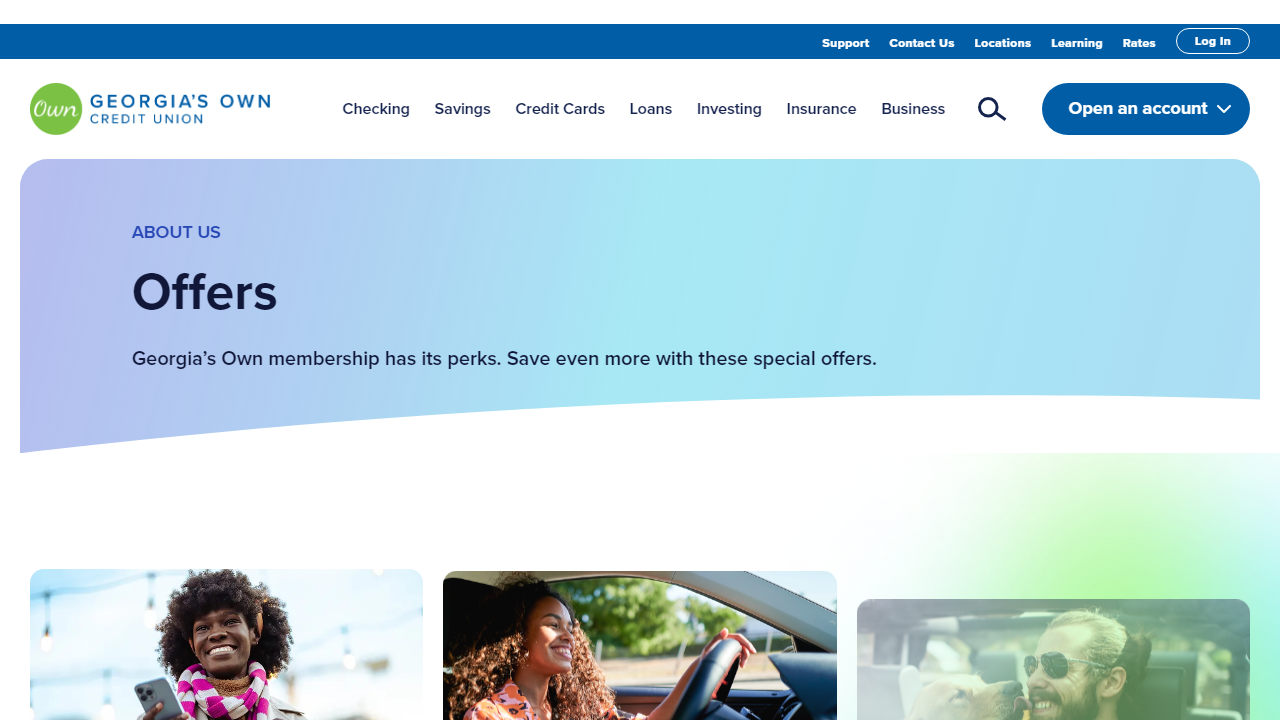 Support Contact Us Locations Learning Rates Log In
Own GEORGIA'S OWN
CREDIT UNION
Checking Savings Credit Cards Loans Investing Insurance Business
Open an account
ABOUT US
Offers
Georgia’s Own membership has its perks. Save even more with these special offers.